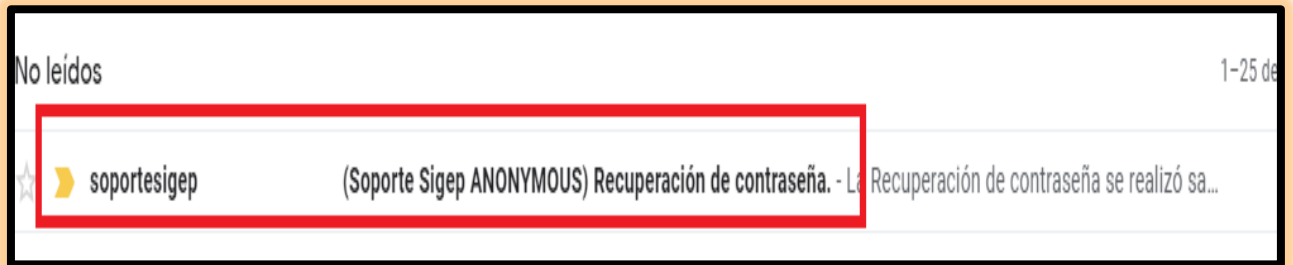 No leídos
1-25 de
soportesigep (Soporte Sigep ANONYMOUS) Recuperación de contraseña. - La Recuperación de contraseña se realizó sa...